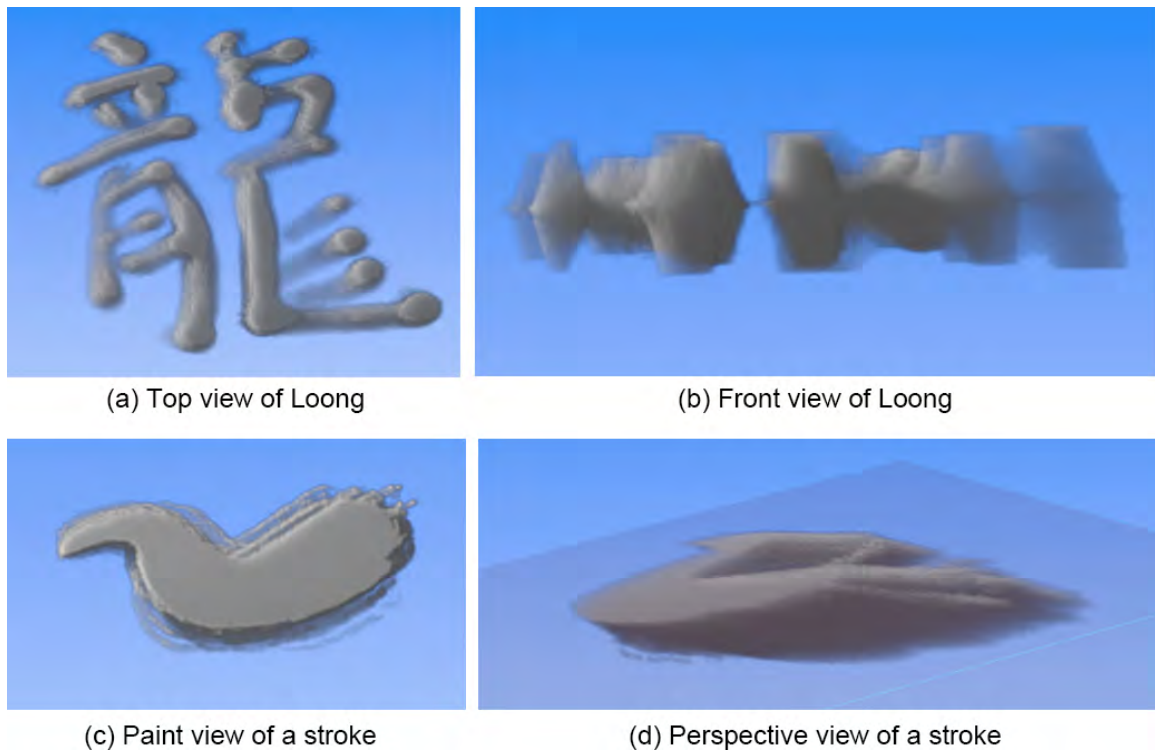 龍
(a) Top view of Loong
(b) Front view of Loong
(c) Paint view of a stroke
(d) Perspective view of a stroke